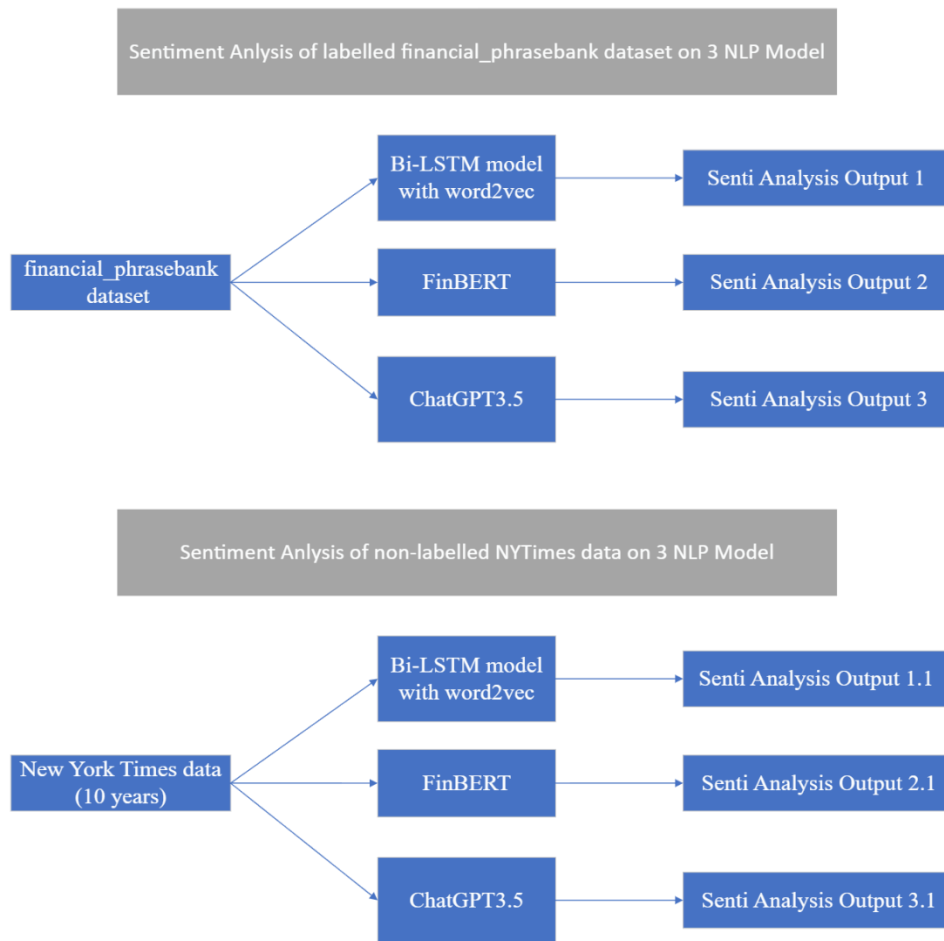 Sentiment Anlysis of labelled financial_phrasebank dataset on 3 NLP Model
Bi-LSTM model
with word2vec
Senti Analysis Output 1
financial_phrasebank
dataset
FinBERT
Senti Analysis Output 2
ChatGPT3.5
Senti Analysis Output 3
Sentiment Anlysis of non-labelled NYTimes data on 3 NLP Model
Bi-LSTM model
with word2vec
Senti Analysis Output 1.1
New York Times data
(10 years)
FinBERT
Senti Analysis Output 2.1
ChatGPT3.5
Senti Analysis Output 3.1